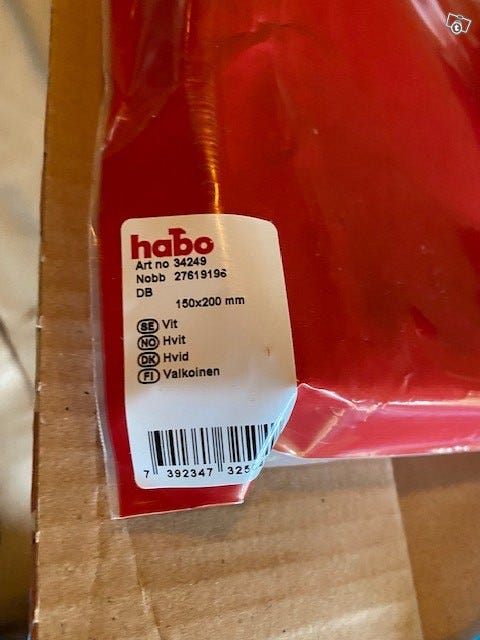 habo
Art no 34249
Nobb 27619196
DB
150x200 mm
SE Vit
NO Hvit
DK Hvid
FI Valkoinen
7 392347 325